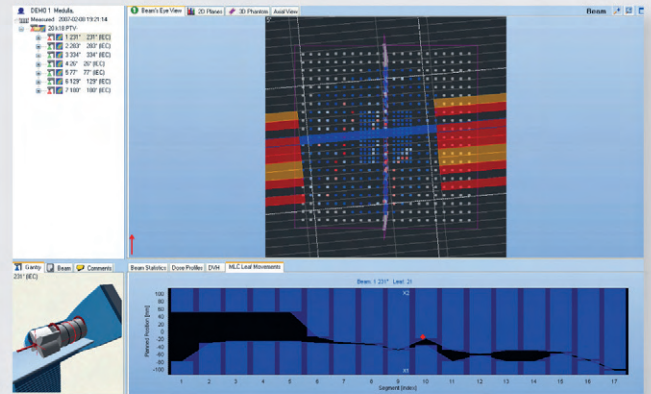 DEMO 1 Medulla,
Measured 2007-02-08 19:21:14
20 x 10 PTV-
1 231° 231° (IEC)
2 283° 283° (IEC)
3 334° 334° (IEC)
4 26° 26° (IEC)
5 77° 77° (IEC)
6 129° 129° (IEC)
7 180° 180° (IEC)
Beam's Eye View 2D Planes 3D Phantom Axial View
Beam
Gantry Beam Comments
231° (IEC)
Beam Statistics Dose Profiles DVH MLC Leaf Movements
Beam: 1 231° Leaf: 21
Planned Position [mm]
100
80
60
40
20
0
-20
-40
-60
-80
-100
X2
X1
1 2 3 4 5 6 7 8 9 10 11 12 13 14 15 16 17
Segment [index]